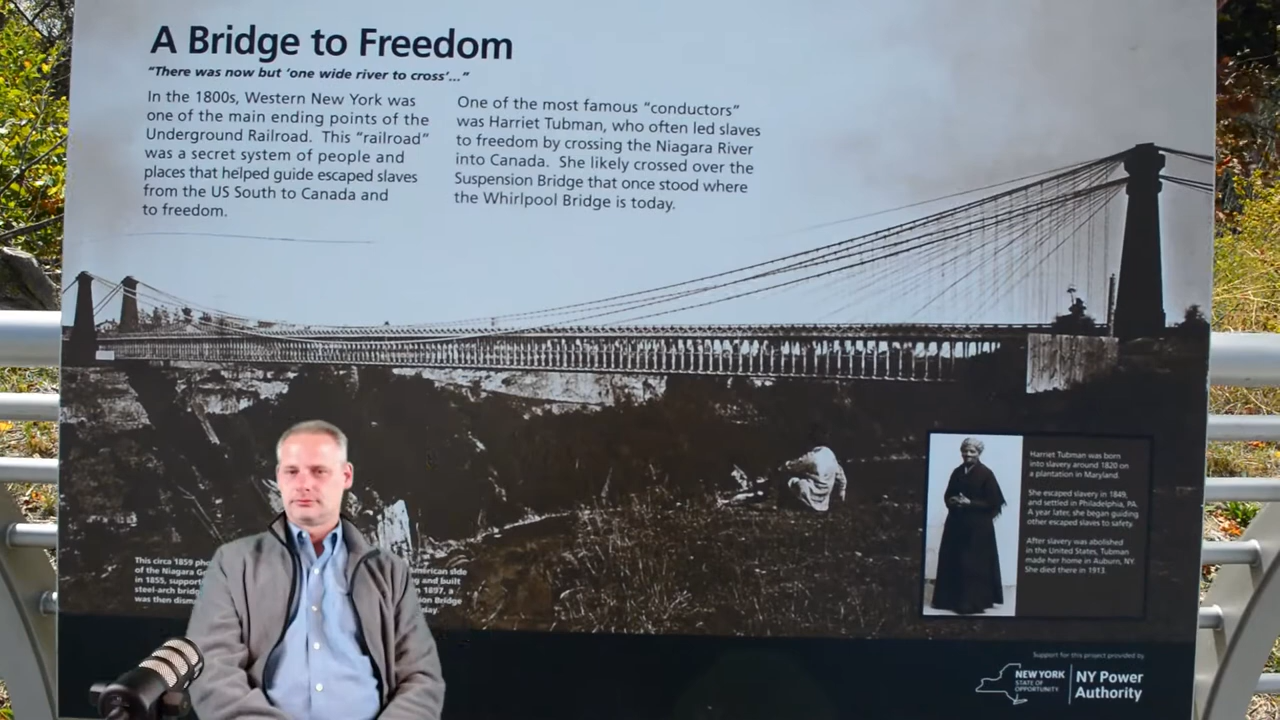 A Bridge to Freedom
"There was now but 'one wide river to cross'..."
In the 1800s, Western New York was
one of the main ending points of the
Underground Railroad. This "railroad"
was a secret system of people and
places that helped guide escaped slaves
from the US South to Canada and
to freedom.
One of the most famous "conductors"
was Harriet Tubman, who often led slaves
to freedom by crossing the Niagara River
into Canada. She likely crossed over the
Suspension Bridge that once stood where
the Whirlpool Bridge is today.
Harriet Tubman was born
into slavery around 1820 on
a plantation in Maryland.
She escaped slavery in 1849,
and settled in Philadelphia, PA.
A year later, she began guiding
other escaped slaves to safety.
After slavery was abolished
in the United States, Tubman
made her home in Auburn, NY.
She died there in 1913.
This circa 1859
of the Niagara
in 1855,
steel-arch
was then
American side
and built
1897, a
Bridge
Support for this project provided by
NEW YORK
STATE OF
OPPORTUNITY
NY Power
Authority